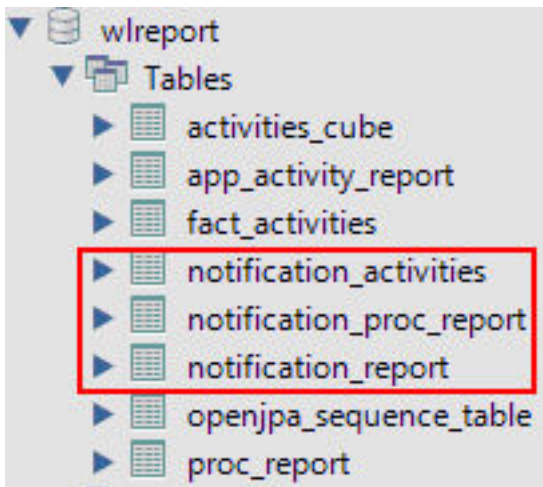 wlreport
Tables
activities_cube
app_activity_report
fact_activities
notification_activities
notification_proc_report
notification_report
openjpa_sequence_table
proc_report